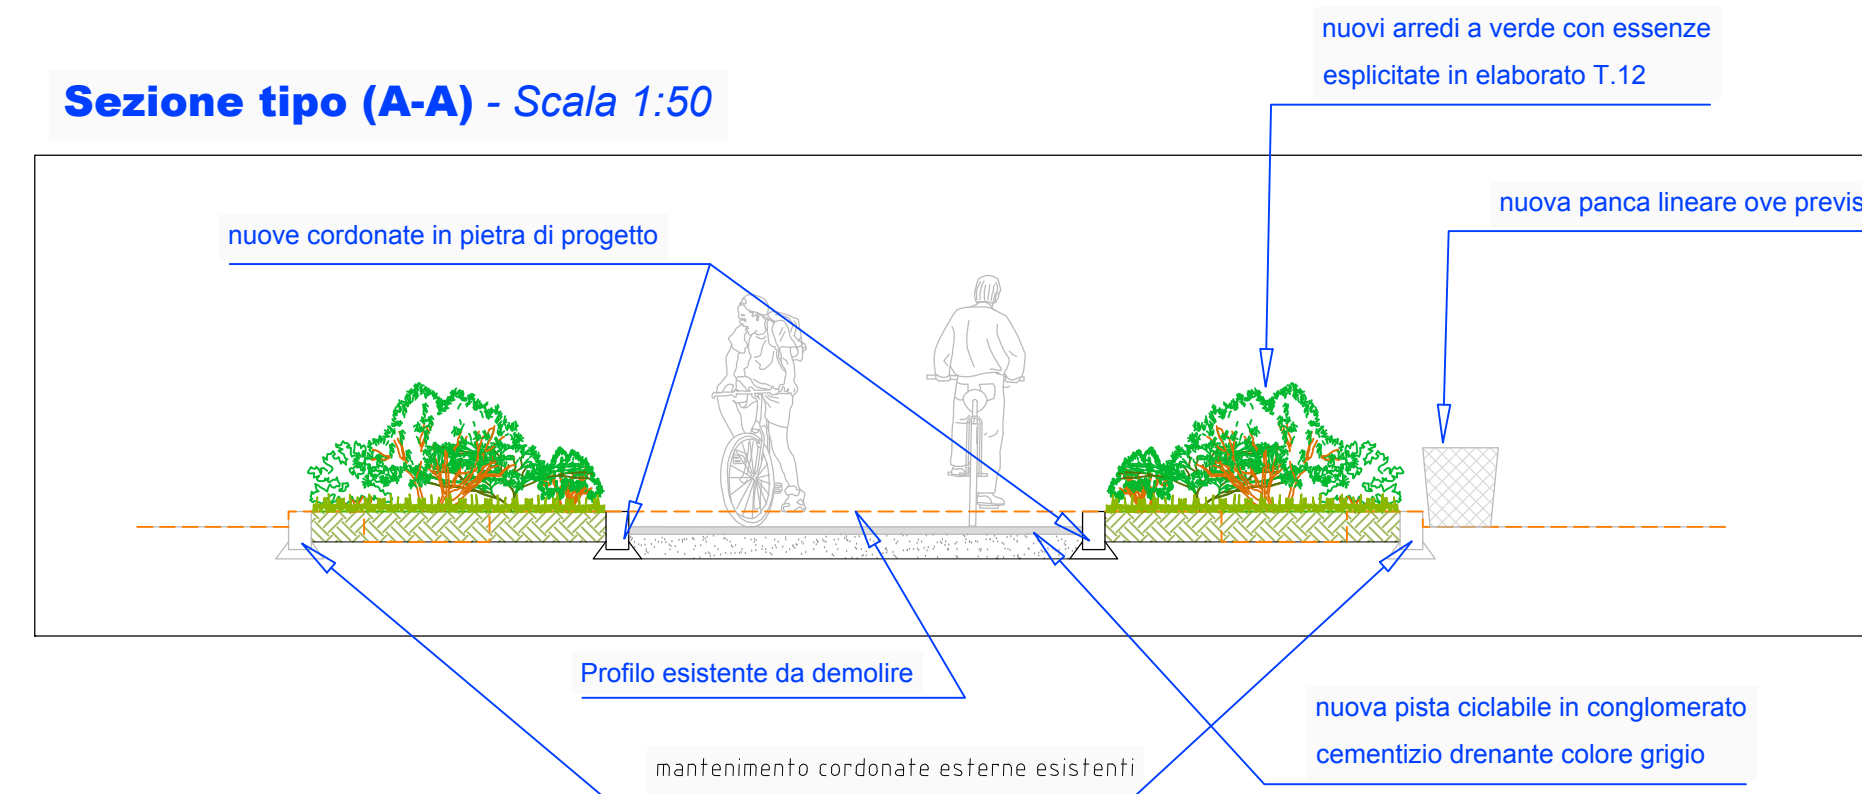 nuovi arredi a verde con essenze
esplicitate in elaborato T.12
Sezione tipo (A-A) - Scala 1:50
nuova panca lineare ove previs
nuove cordonate in pietra di progetto
Profilo esistente da demolire
nuova pista ciclabile in conglomerato
cementizio drenante colore grigio
mantenimento cordonate esterne esistenti